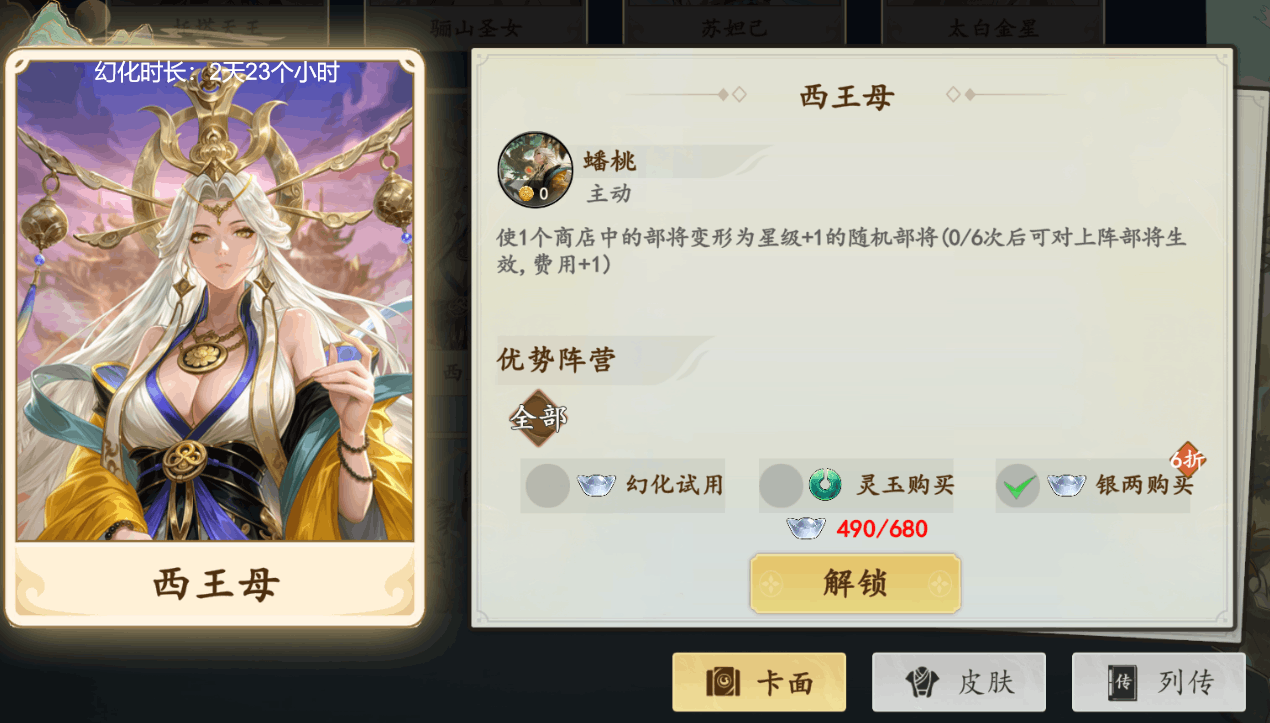 骊山圣女
苏妲己
太白金星
幻化时长：2天23个小时
西王母
蟠桃
0
主动
使1个商店中的部将变形为星级+1的随机部将(0/6次后可对上阵部将生
效,费用+1)
优势阵营
全部
6折
幻化试用
灵玉购买
银两购买
490/680
解锁
西王母
卡面
皮肤
传
列传